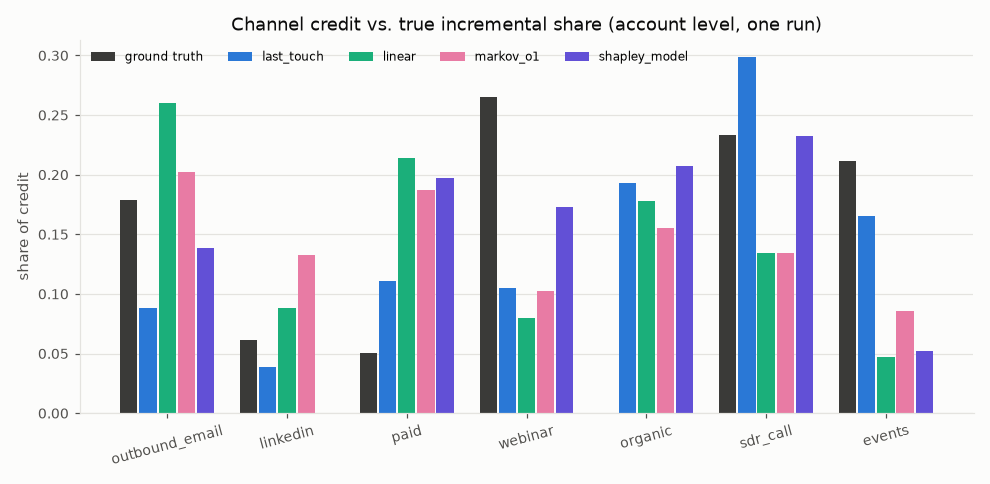 Channel credit vs. true incremental share (account level, one run)
ground truth last_touch linear markov_o1 shapley_model
share of credit
0.30
0.25
0.20
0.15
0.10
0.05
0.00
outbound_email linkedin paid webinar organic sdr_call events